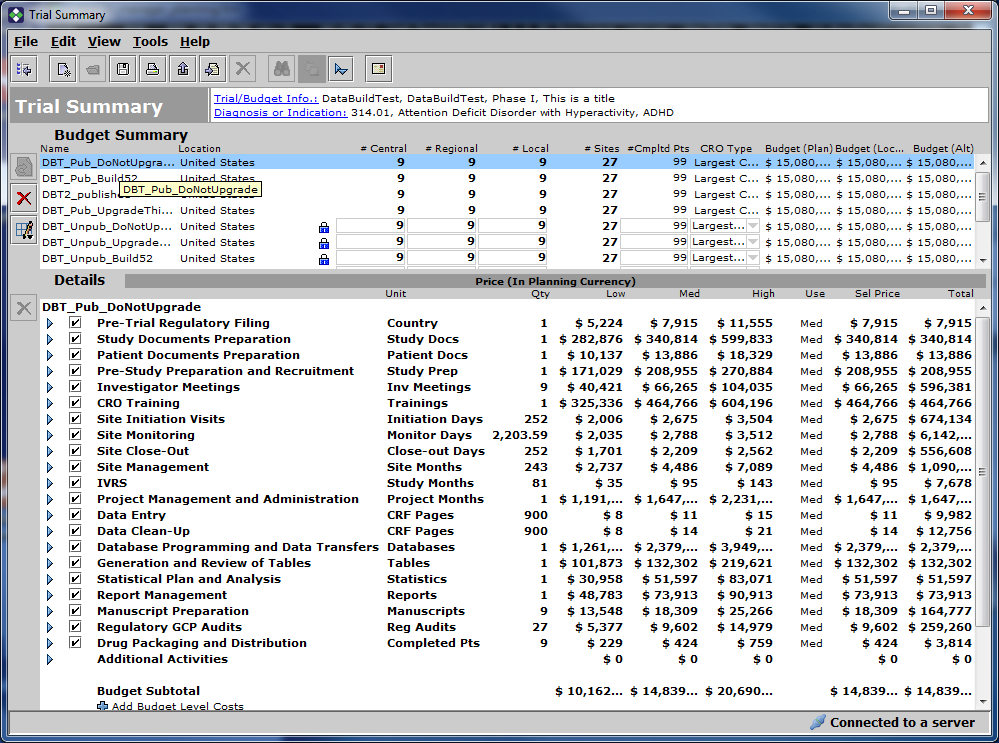 Trial Summary
File Edit View Tools Help
Trial Summary
Trial/Budget Info.: DataBuildTest, DataBuildTest, Phase I, This is a title
Diagnosis or Indication: 314.01, Attention Deficit Disorder with Hyperactivity, ADHD
Budget Summary
Name Location # Central # Regional # Local # Sites #Cmpltd Pts CRO Type Budget (Plan) Budget (Loc... Budget (Alt)
DBT_Pub_DoNotUpgra... United States 9 9 9 27 99 Largest C... $ 15,080,... $ 15,080,... $ 15,080,...
DBT_Pub_Build52 United States 9 9 9 27 99 Largest C... $ 15,080,... $ 15,080,... $ 15,080,...
DBT_Pub_DoNotUpgrade
DBT2_publishe United States 9 9 9 27 99 Largest C... $ 15,080,... $ 15,080,... $ 15,080,...
DBT_Pub_UpgradeThi... United States 9 9 9 27 99 Largest C... $ 15,080,... $ 15,080,... $ 15,080,...
DBT_Unpub_DoNotUp... United States 9 9 9 27 99 Largest... $ 15,080,... $ 15,080,... $ 15,080,...
DBT_Unpub_Upgrade... United States 9 9 9 27 99 Largest... $ 15,080,... $ 15,080,... $ 15,080,...
DBT_Unpub_Build52 United States 9 9 9 27 99 Largest... $ 15,080,... $ 15,080,... $ 15,080,...
Details Price (In Planning Currency)
Unit Qty Low Med High Use Sel Price Total
DBT_Pub_DoNotUpgrade
Pre-Trial Regulatory Filing Country 1 $ 5,224 $ 7,915 $ 11,555 Med $ 7,915 $ 7,915
Study Documents Preparation Study Docs 1 $ 282,876 $ 340,814 $ 599,833 Med $ 340,814 $ 340,814
Patient Documents Preparation Patient Docs 1 $ 10,137 $ 13,886 $ 18,329 Med $ 13,886 $ 13,886
Pre-Study Preparation and Recruitment Study Prep 1 $ 171,029 $ 208,955 $ 270,884 Med $ 208,955 $ 208,955
Investigator Meetings Inv Meetings 9 $ 40,421 $ 66,265 $ 104,035 Med $ 66,265 $ 596,381
CRO Training Trainings 1 $ 325,336 $ 464,766 $ 604,196 Med $ 464,766 $ 464,766
Site Initiation Visits Initiation Days 252 $ 2,006 $ 2,675 $ 3,504 Med $ 2,675 $ 674,134
Site Monitoring Monitor Days 2,203.59 $ 2,035 $ 2,788 $ 3,512 Med $ 2,788 $ 6,142,...
Site Close-Out Close-out Days 252 $ 1,701 $ 2,209 $ 2,562 Med $ 2,209 $ 556,608
Site Management Site Months 243 $ 2,737 $ 4,486 $ 7,089 Med $ 4,486 $ 1,090,...
IVRS Study Months 81 $ 35 $ 95 $ 143 Med $ 95 $ 7,678
Project Management and Administration Project Months 1 $ 1,191,... $ 1,647,... $ 2,231,... Med $ 1,647,... $ 1,647,...
Data Entry CRF Pages 900 $ 8 $ 11 $ 15 Med $ 11 $ 9,982
Data Clean-Up CRF Pages 900 $ 8 $ 14 $ 21 Med $ 14 $ 12,756
Database Programming and Data Transfers Databases 1 $ 1,261,... $ 2,379,... $ 3,949,... Med $ 2,379,... $ 2,379,...
Generation and Review of Tables Tables 1 $ 101,873 $ 132,302 $ 219,621 Med $ 132,302 $ 132,302
Statistical Plan and Analysis Statistics 1 $ 30,958 $ 51,597 $ 83,071 Med $ 51,597 $ 51,597
Report Management Reports 1 $ 48,783 $ 73,913 $ 90,913 Med $ 73,913 $ 73,913
Manuscript Preparation Manuscripts 9 $ 13,548 $ 18,309 $ 25,266 Med $ 18,309 $ 164,777
Regulatory GCP Audits Reg Audits 27 $ 5,377 $ 9,602 $ 14,979 Med $ 9,602 $ 259,260
Drug Packaging and Distribution Completed Pts 9 $ 229 $ 424 $ 759 Med $ 424 $ 3,814
Additional Activities $ 0 $ 0 $ 0 $ 0 $ 0
Budget Subtotal $ 10,162... $ 14,839... $ 20,690... $ 14,839... $ 14,839...
Add Budget Level Costs
Connected to a server